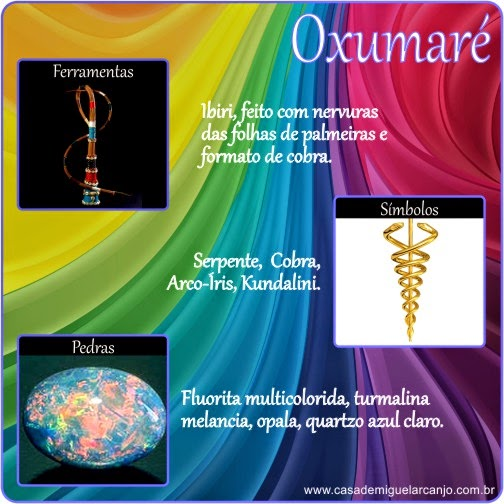 Oxumaré
Ferramentas
Ibiri, feito com nervuras
das folhas de palmeiras e
formato de cobra.
Símbolos
Serpente, Cobra,
Arco-Íris, Kundalini.
Pedras
Fluorita multicolorida, turmalina
melancia, opala, quartzo azul claro.
www.casademiguelarcanjo.com.br